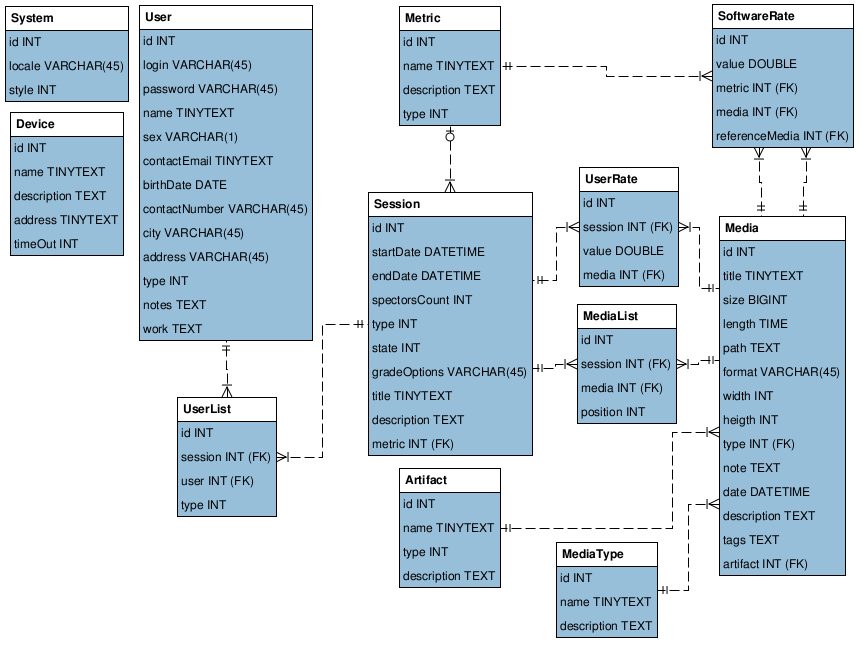 System
id INT
locale VARCHAR(45)
style INT
Device
id INT
name TINYTEXT
description TEXT
address TINYTEXT
timeOut INT
User
id INT
login VARCHAR(45)
password VARCHAR(45)
name TINYTEXT
sex VARCHAR(1)
contactEmail TINYTEXT
birthDate DATE
contactNumber VARCHAR(45)
city VARCHAR(45)
address VARCHAR(45)
type INT
notes TEXT
work TEXT
UserList
id INT
session INT (FK)
user INT (FK)
type INT
Metric
id INT
name TINYTEXT
description TEXT
type INT
Session
id INT
startDate DATETIME
endDate DATETIME
spectorsCount INT
type INT
state INT
gradeOptions VARCHAR(45)
title TINYTEXT
description TEXT
metric INT (FK)
Artifact
id INT
name TINYTEXT
type INT
description TEXT
UserRate
id INT
session INT (FK)
value DOUBLE
media INT (FK)
MediaList
id INT
session INT (FK)
media INT (FK)
position INT
MediaType
id INT
name TINYTEXT
description TEXT
SoftwareRate
id INT
value DOUBLE
metric INT (FK)
media INT (FK)
referenceMedia INT (FK)
Media
id INT
title TINYTEXT
size BIGINT
length TIME
path TEXT
format VARCHAR(45)
width INT
heigth INT
type INT (FK)
note TEXT
date DATETIME
description TEXT
tags TEXT
artifact INT (FK)